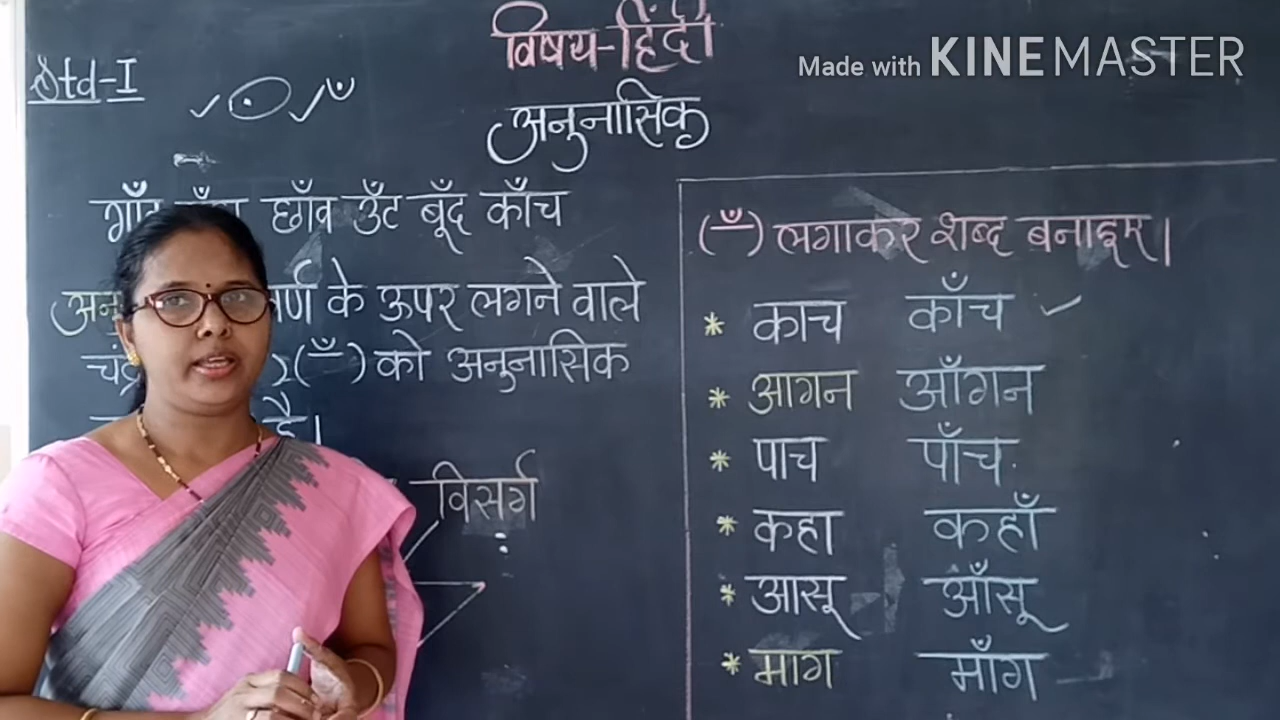 Made with KINEMASTER
विषय-हिंदी
Std-I
अनुनासिक
छाँव ऊँट बूँद काँच
वर्ण के ऊपर लगने वाले
(ँ) को अनुनासिक
है।
विसर्ग
(ँ) लगाकर शब्द बनाइए।
* काच काँच ✓
* आगन आँगन
* पाच पाँच
* कहा कहाँ
* आसू आँसू
* माग माँग